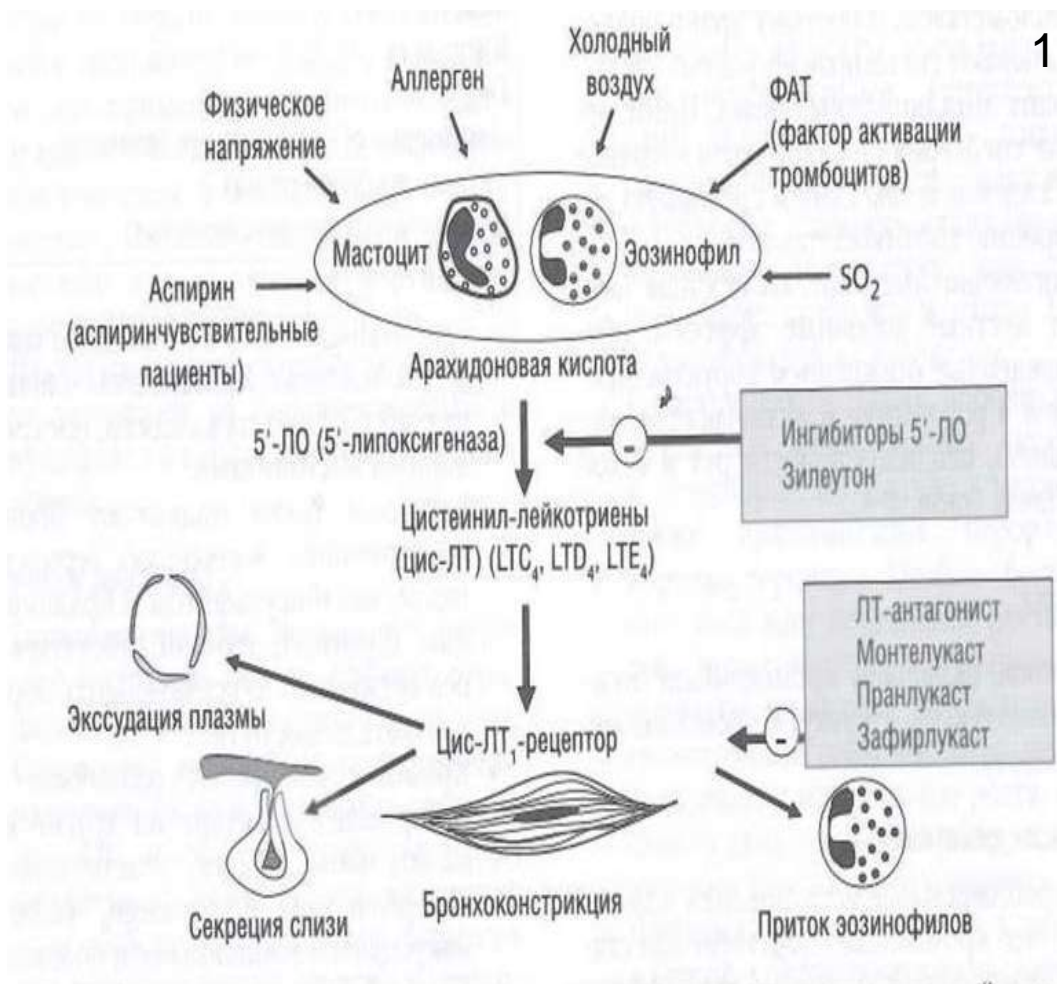 1
Холодный
воздух
Аллерген
ФАТ
(фактор активации
тромбоцитов)
Физическое
напряжение
Мастоцит
Эозинофил
SO₂
Аспирин
(аспиринчувствительные
пациенты)
Арахидоновая кислота
5'-ЛО (5'-липоксигеназа)
-
Ингибиторы 5'-ЛО
Зилеутон
Цистеинил-лейкотриены
(цис-ЛТ) (LTC₄, LTD₄, LTE₄)
ЛТ-антагонист
Монтелукаст
Пранлукаст
Зафирлукаст
-
Экссудация плазмы
Цис-ЛТ₁-рецептор
Секреция слизи
Бронхоконстрикция
Приток эозинофилов